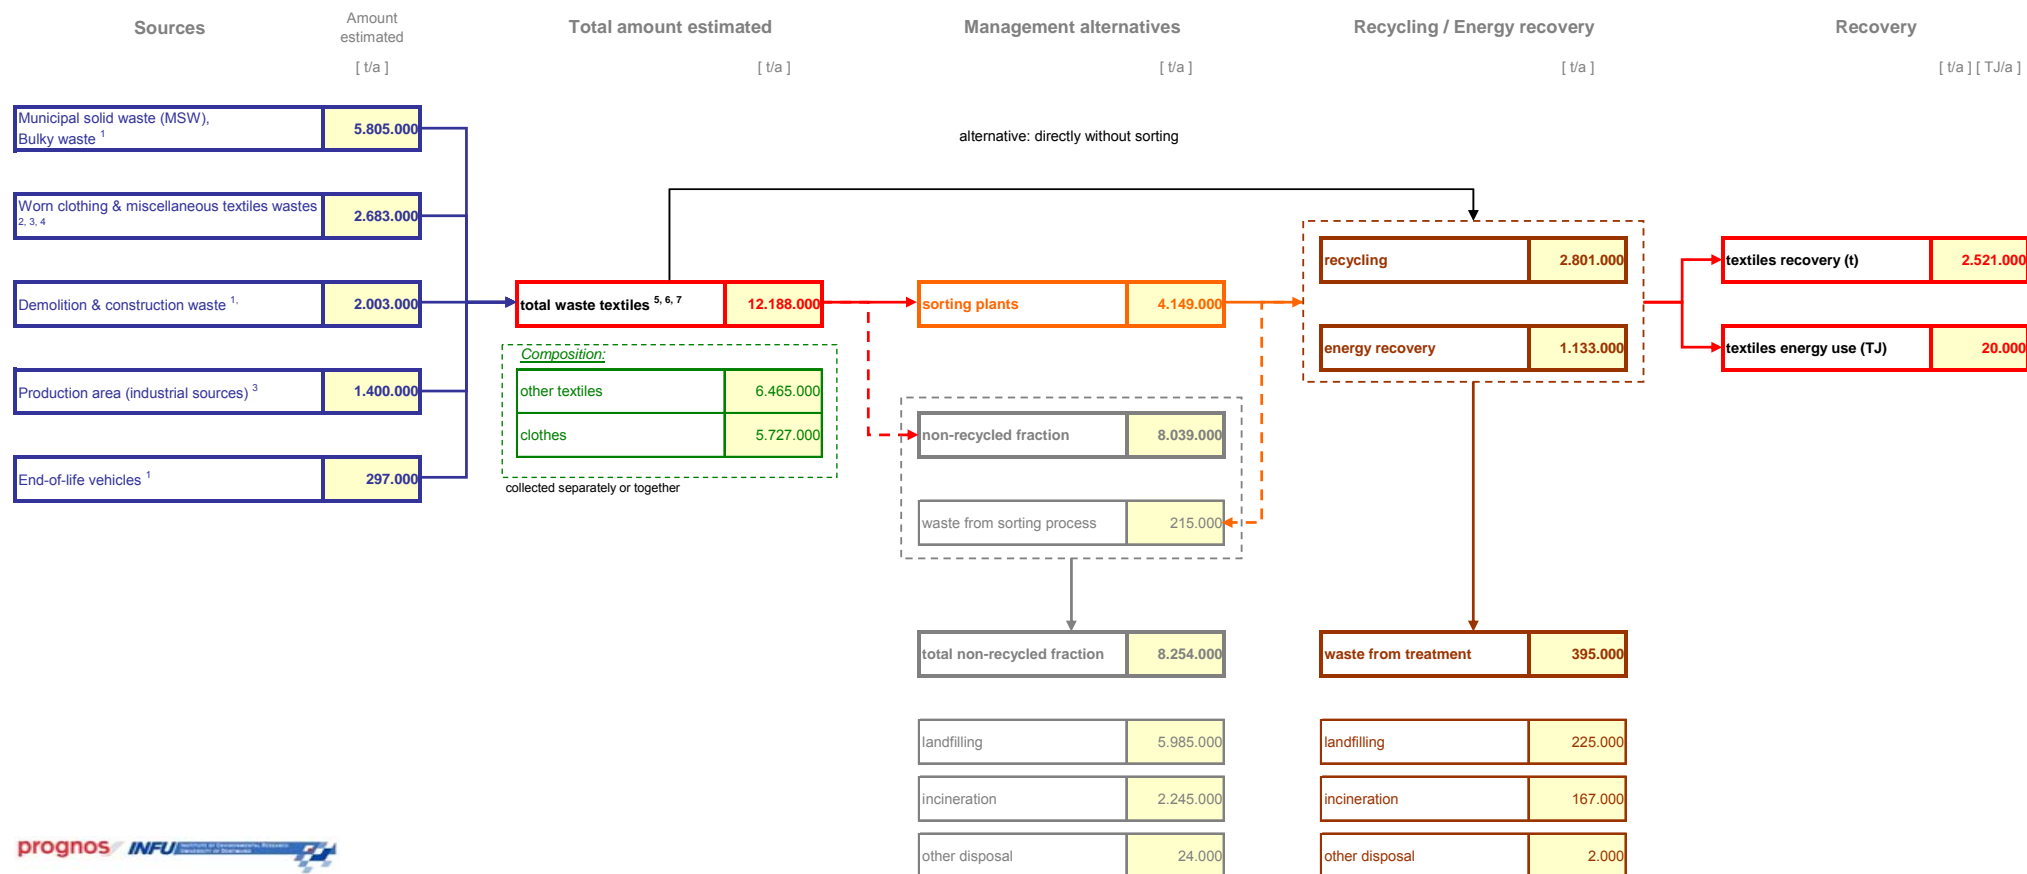 Sources
Amount
estimated
Total amount estimated
Management alternatives
Recycling / Energy recovery
Recovery
[ t/a ]
[ t/a ]
[ t/a ]
[ t/a ]
[ t/a ] [ TJ/a ]
Municipal solid waste (MSW),
Bulky waste 1
5.805.000
alternative: directly without sorting
Worn clothing & miscellaneous textiles wastes
2, 3, 4
2.683.000
recycling
2.801.000
textiles recovery (t)
2.521.000
Demolition & construction waste 1,
2.003.000
total waste textiles 5, 6, 7
12.188.000
sorting plants
4.149.000
energy recovery
1.133.000
textiles energy use (TJ)
20.000
Composition:
Production area (industrial sources) 3
1.400.000
other textiles
6.465.000
clothes
5.727.000
non-recycled fraction
8.039.000
End-of-life vehicles 1
297.000
collected separately or together
waste from sorting process
215.000
total non-recycled fraction
8.254.000
waste from treatment
395.000
landfilling
5.985.000
landfilling
225.000
incineration
2.245.000
incineration
167.000
prognos
INFU
INSTITUTE OF ENVIRONMENTAL RESEARCH
UNIVERSITY OF DORTMUND
other disposal
24.000
other disposal
2.000